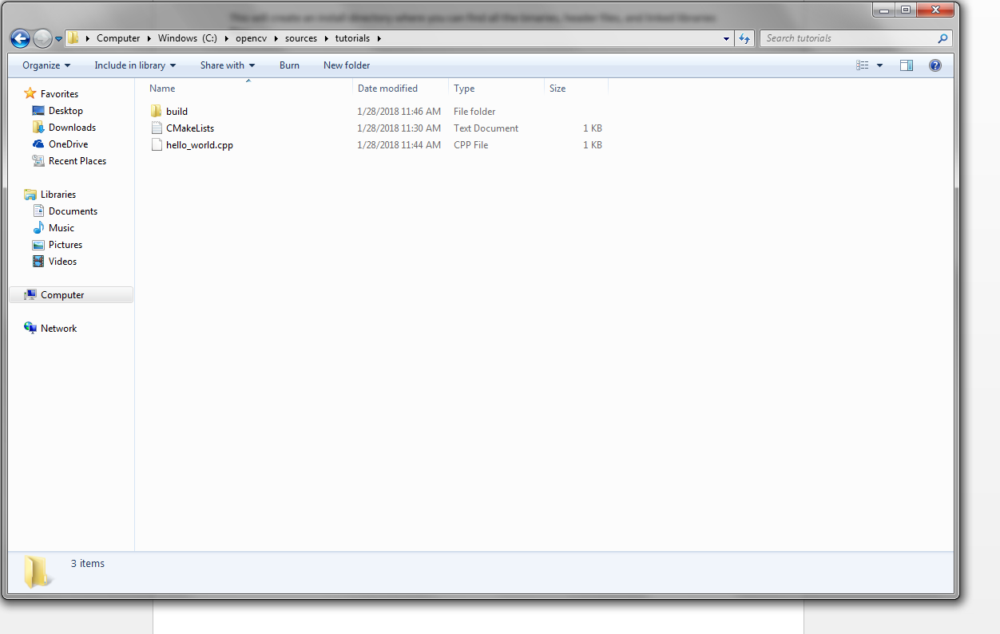 This will create an install directory where you can find all the binaries, header files, and linked libraries
Computer Windows (C:) opencv sources tutorials
Search tutorials
Organize Include in library Share with Burn New folder
Name Date modified Type Size
Favorites
Desktop
Downloads
OneDrive
Recent Places
Libraries
Documents
Music
Pictures
Videos
Computer
Network
build 1/28/2018 11:46 AM File folder
CMakeLists 1/28/2018 11:30 AM Text Document 1 KB
hello_world.cpp 1/28/2018 11:44 AM CPP File 1 KB
3 items